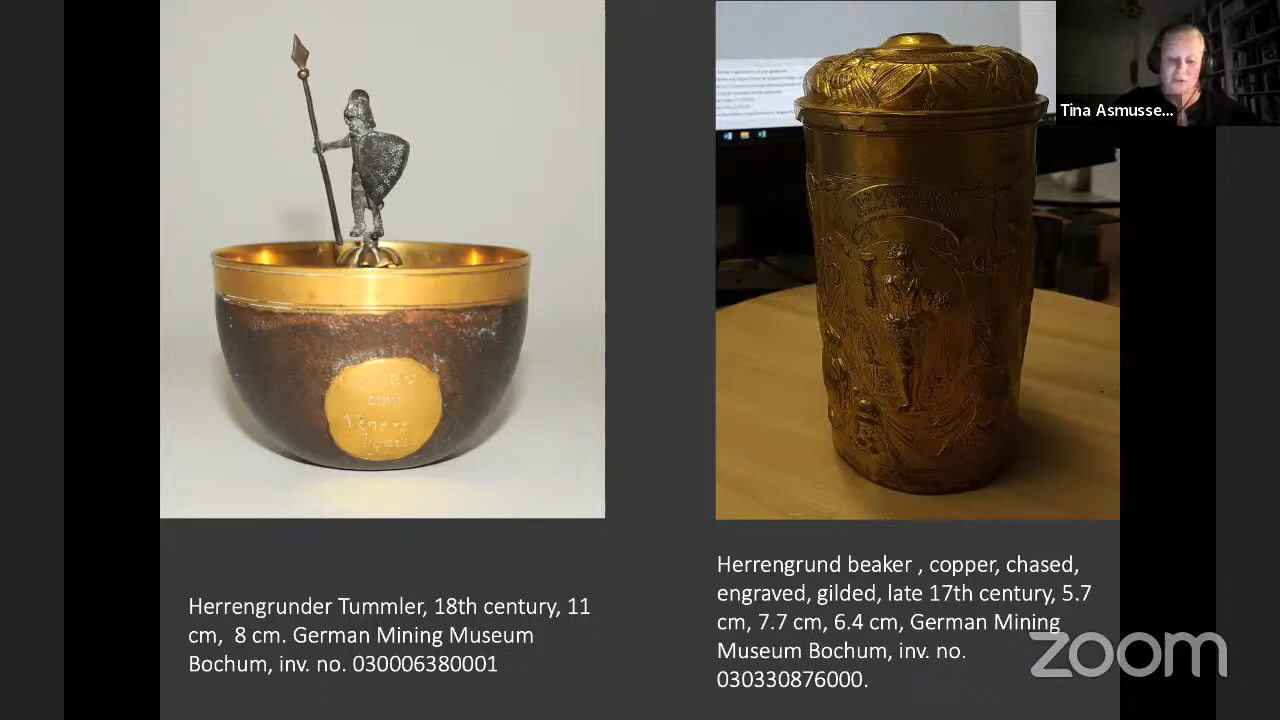 Tina Asmusse...
Herrengrunder Tummler, 18th century, 11
cm, 8 cm. German Mining Museum
Bochum, inv. no. 030006380001
Herrengrund beaker , copper, chased,
engraved, gilded, late 17th century, 5.7
cm, 7.7 cm, 6.4 cm, German Mining
Museum Bochum, inv. no.
030330876000.
zoom